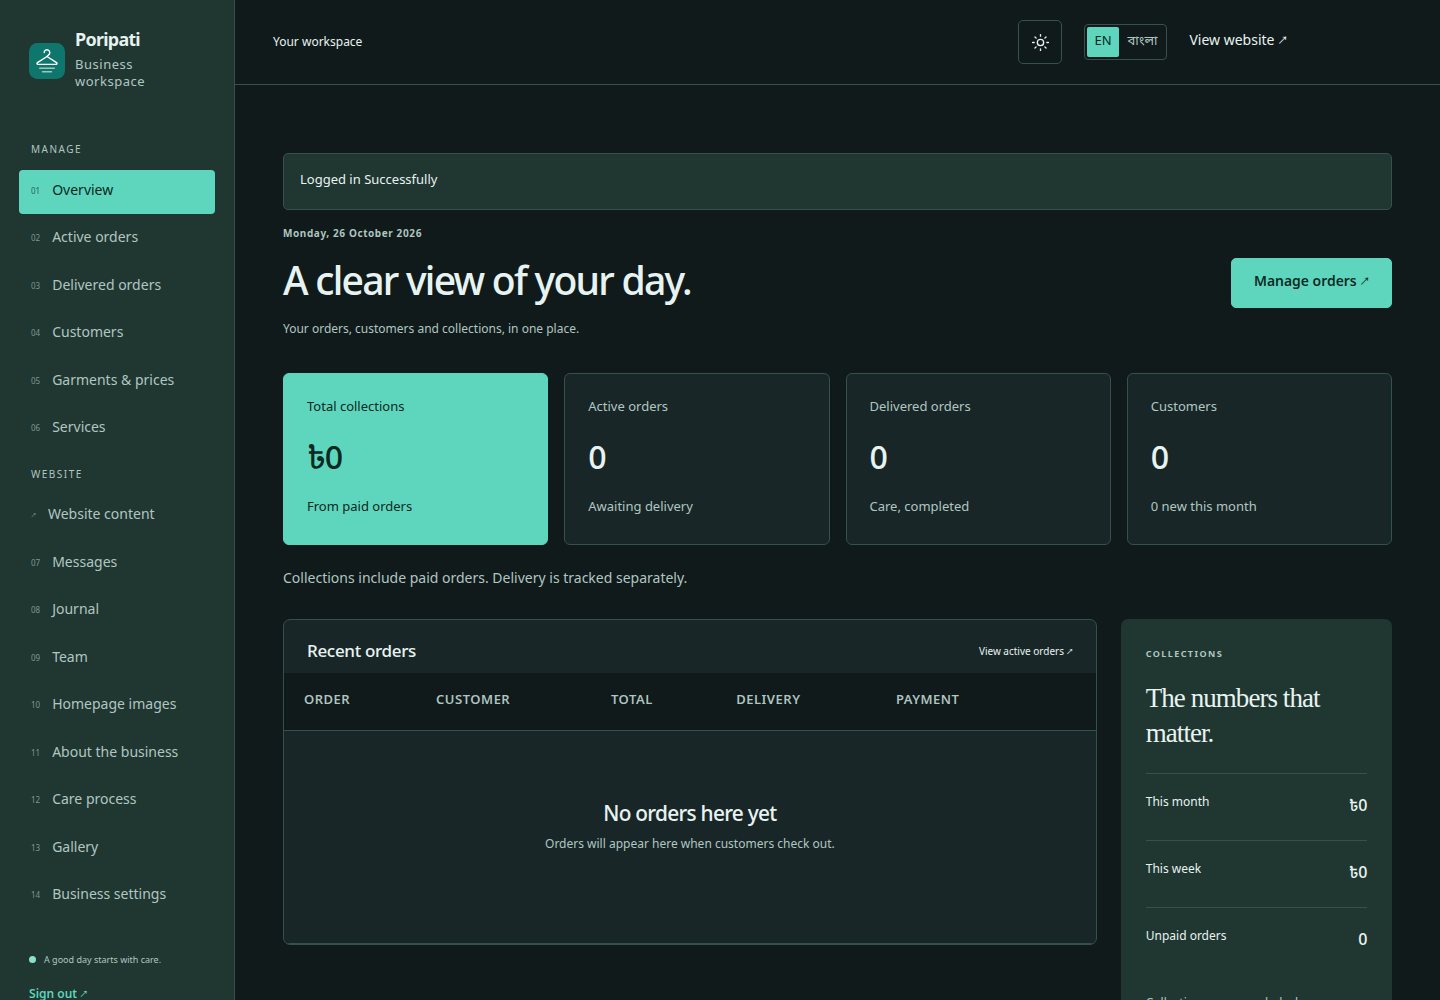 Poripati
Business
workspace
MANAGE
01 Overview
02 Active orders
03 Delivered orders
04 Customers
05 Garments & prices
06 Services
WEBSITE
↗ Website content
07 Messages
08 Journal
09 Team
10 Homepage images
11 About the business
12 Care process
13 Gallery
14 Business settings
A good day starts with care.
Sign out ↗
Your workspace
EN বাংলা View website ↗
Logged in Successfully
Monday, 26 October 2026
A clear view of your day.
Manage orders ↗
Your orders, customers and collections, in one place.
Total collections
৳0
From paid orders
Active orders
0
Awaiting delivery
Delivered orders
0
Care, completed
Customers
0
0 new this month
Collections include paid orders. Delivery is tracked separately.
Recent orders
View active orders ↗
ORDER CUSTOMER TOTAL DELIVERY PAYMENT
No orders here yet
Orders will appear here when customers check out.
COLLECTIONS
The numbers that
matter.
This month ৳0
This week ৳0
Unpaid orders 0